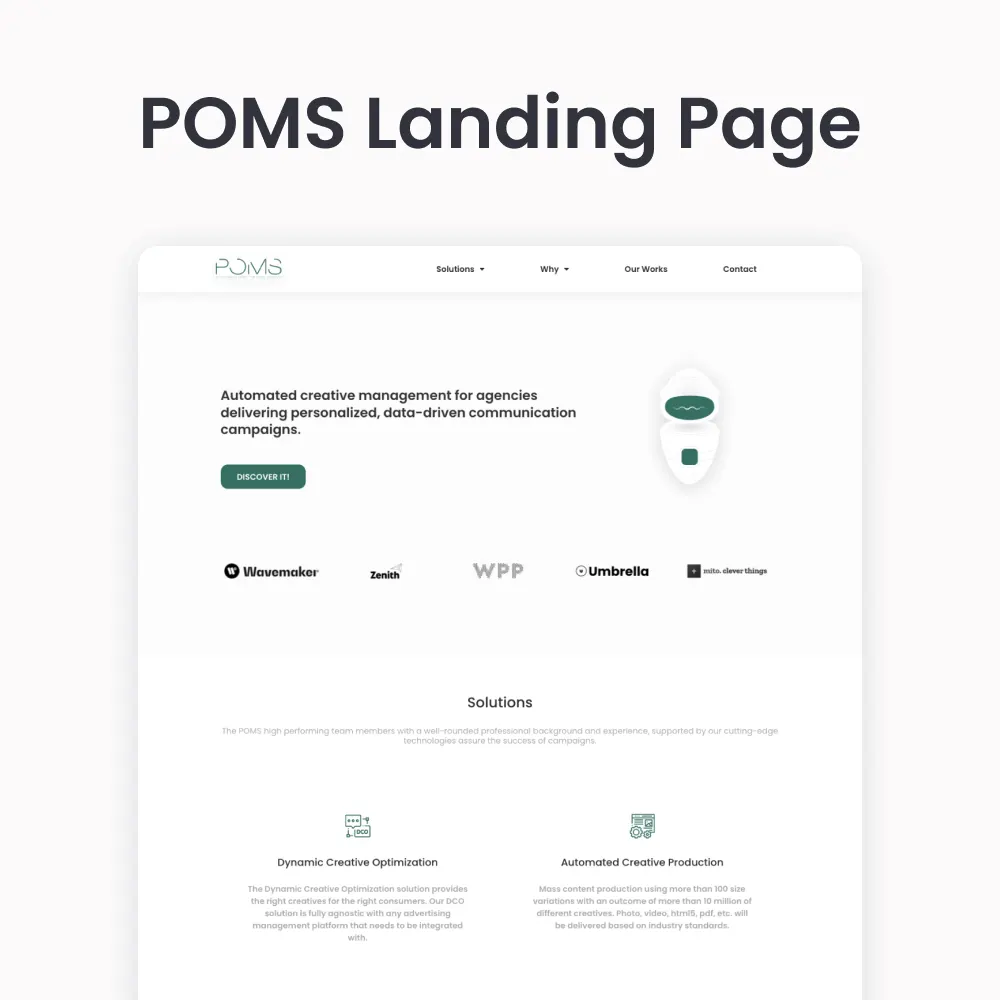 POMS Landing Page
POMS
Solutions
Why
Our Works
Contact
Automated creative management for agencies
delivering personalized, data-driven communication
campaigns.
DISCOVER IT!
Wavemaker
Zenith
WPP
Umbrella
mito. clever things
Solutions
The POMS high performing team members with a well-rounded professional background and experience, supported by our cutting-edge
technologies assure the success of campaigns.
DCO
Dynamic Creative Optimization
The Dynamic Creative Optimization solution provides
the right creatives for the right consumers. Our DCO
solution is fully agnostic with any advertising
management platform that needs to be integrated
with.
Automated Creative Production
Mass content production using more than 100 size
variations with an outcome of more than 10 million of
different creatives. Photo, video, html5, pdf, etc. will
be delivered based on industry standards.